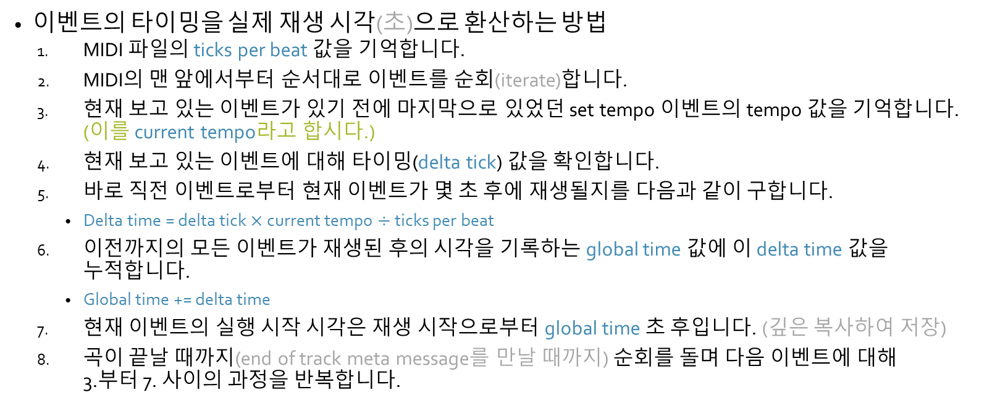 • 이벤트의 타이밍을 실제 재생 시각(초)으로 환산하는 방법
1. MIDI 파일의 ticks per beat 값을 기억합니다.
2. MIDI의 맨 앞에서부터 순서대로 이벤트를 순회(iterate)합니다.
3. 현재 보고 있는 이벤트가 있기 전에 마지막으로 있었던 set tempo 이벤트의 tempo 값을 기억합니다.
(이를 current tempo라고 합시다.)
4. 현재 보고 있는 이벤트에 대해 타이밍(delta tick) 값을 확인합니다.
5. 바로 직전 이벤트로부터 현재 이벤트가 몇 초 후에 재생될지를 다음과 같이 구합니다.
• Delta time = delta tick × current tempo ÷ ticks per beat
6. 이전까지의 모든 이벤트가 재생된 후의 시각을 기록하는 global time 값에 이 delta time 값을
누적합니다.
• Global time += delta time
7. 현재 이벤트의 실행 시작 시각은 재생 시작으로부터 global time 초 후입니다. (깊은 복사하여 저장)
8. 곡이 끝날 때까지(end of track meta message를 만날 때까지) 순회를 돌며 다음 이벤트에 대해
3.부터 7. 사이의 과정을 반복합니다.